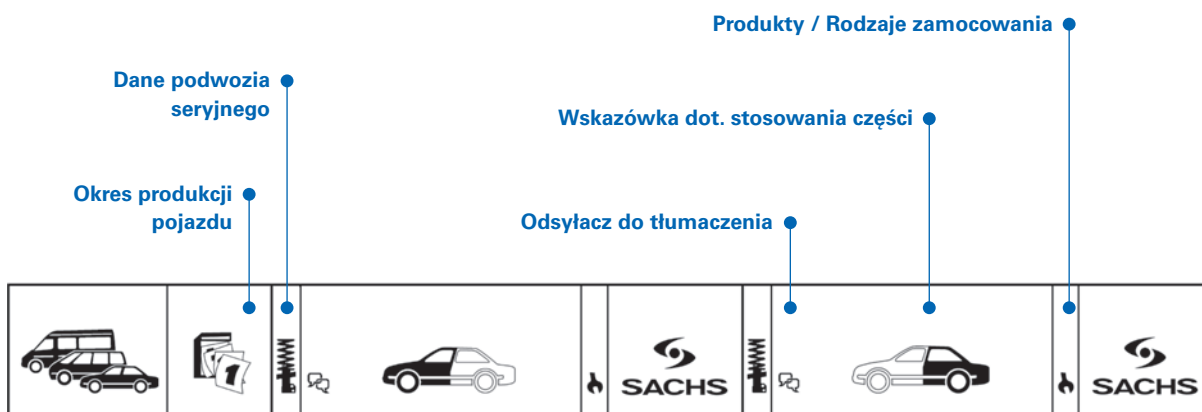 Produkty / Rodzaje zamocowania
Dane podwozia
seryjnego
Wskazówka dot. stosowania części
Okres produkcji
pojazdu
Odsyłacz do tłumaczenia
1
SACHS
SACHS